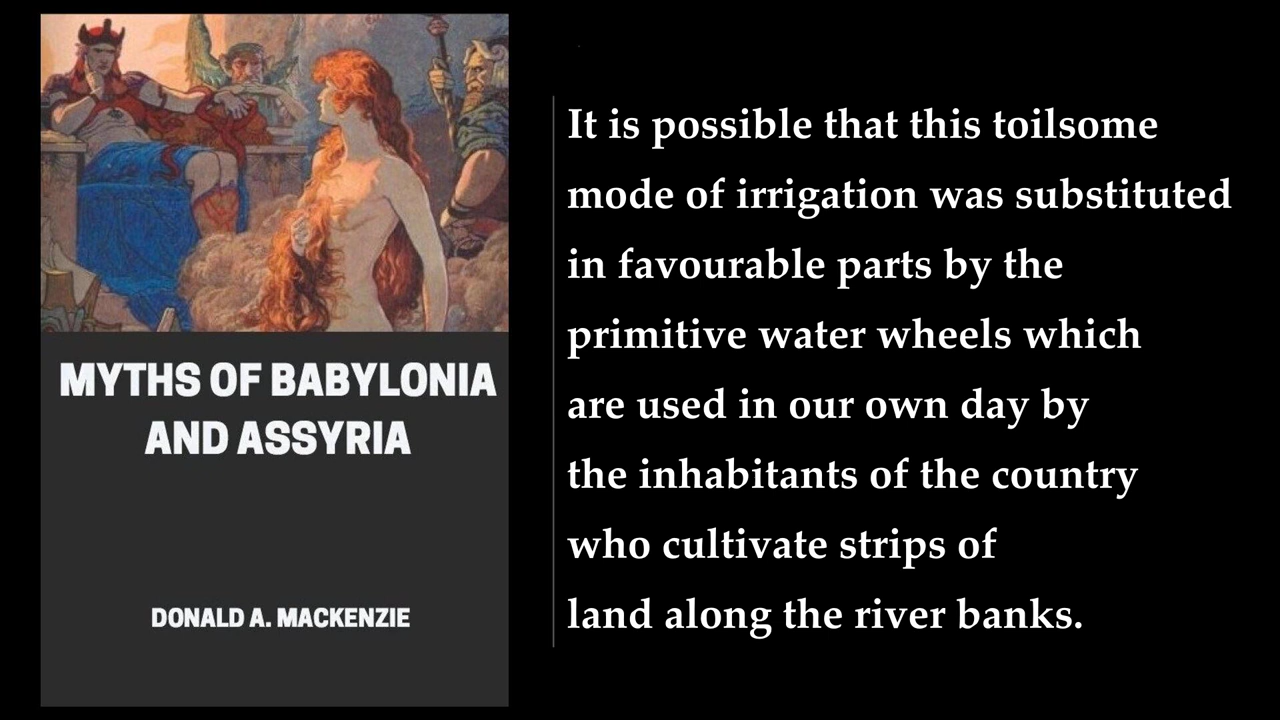 MYTHS OF BABYLONIA
AND ASSYRIA
DONALD A. MACKENZIE
It is possible that this toilsome
mode of irrigation was substituted
in favourable parts by the
primitive water wheels which
are used in our own day by
the inhabitants of the country
who cultivate strips of
land along the river banks.